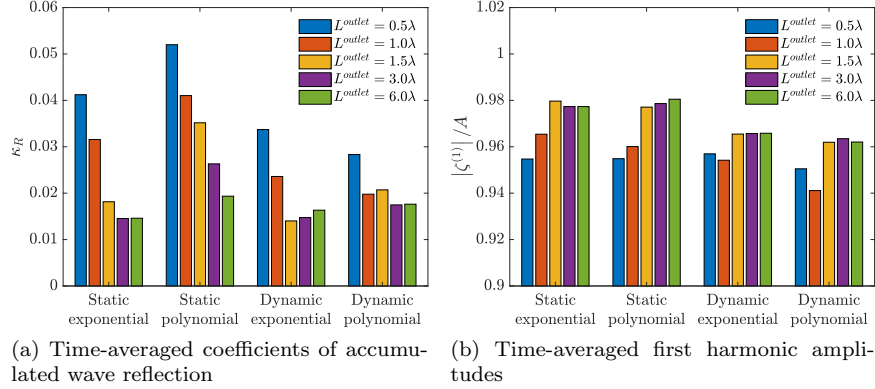 0.06
0.05
0.04
0.03
0.02
0.01
0
κ_R
L^outlet = 0.5λ
L^outlet = 1.0λ
L^outlet = 1.5λ
L^outlet = 3.0λ
L^outlet = 6.0λ
Static exponential
Static polynomial
Dynamic exponential
Dynamic polynomial
(a) Time-averaged coefficients of accumu-
lated wave reflection
1.02
1
0.98
0.96
0.94
0.92
0.9
|ζ^(1)| /A
L^outlet = 0.5λ
L^outlet = 1.0λ
L^outlet = 1.5λ
L^outlet = 3.0λ
L^outlet = 6.0λ
Static exponential
Static polynomial
Dynamic exponential
Dynamic polynomial
(b) Time-averaged first harmonic ampli-
tudes